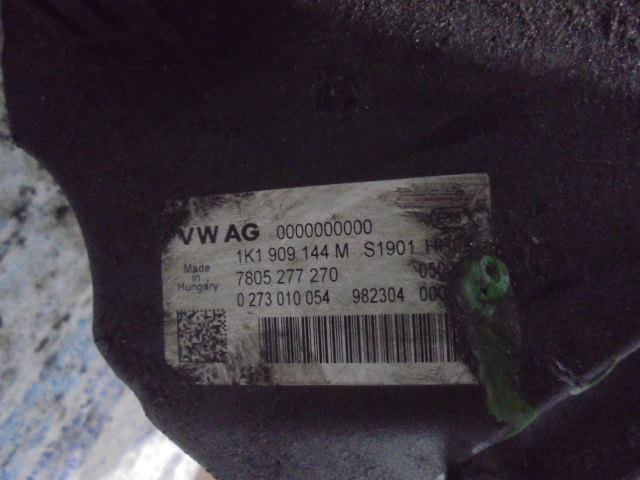 VW AG 0000000000
1K1 909 144 M S1901
Made in Hungary
7805 277 270
0 273 010 054 982304